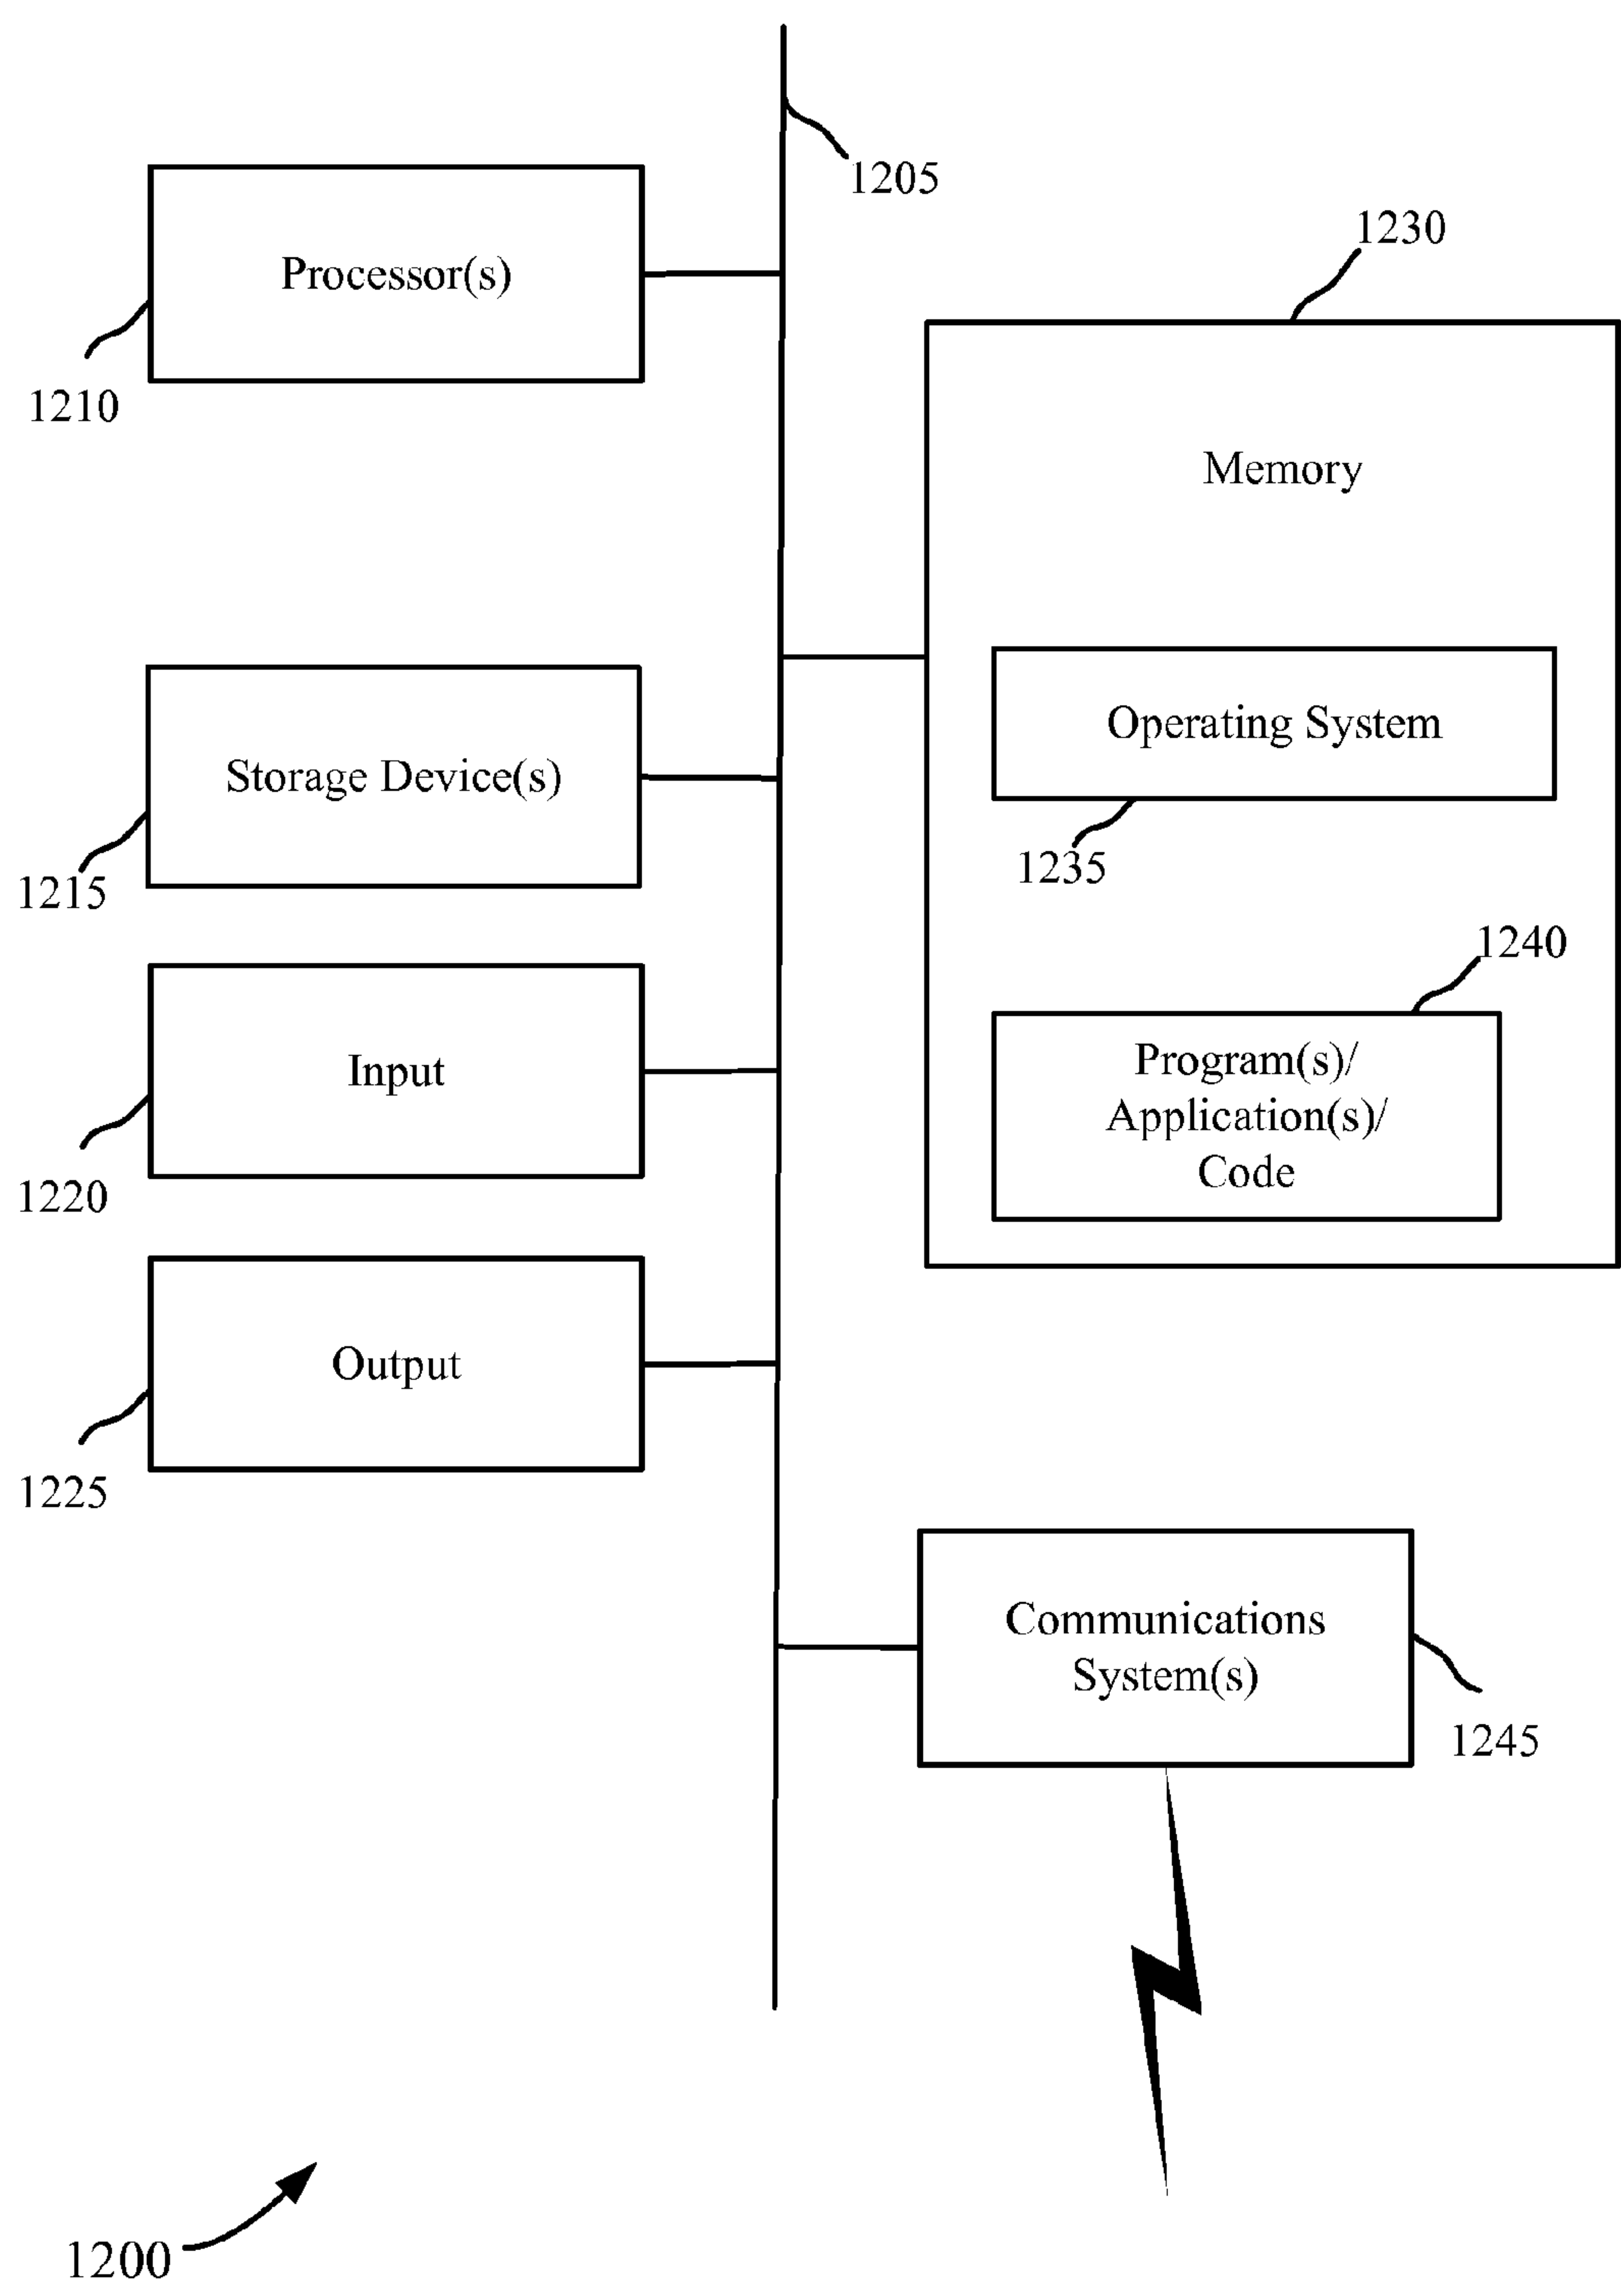 1205
Processor(s)
1210
1230
Memory
Operating System
1235
Storage Device(s)
1215
1240
Program(s)/
Application(s)/
Code
Input
1220
Output
1225
Communications
System(s)
1245
1200